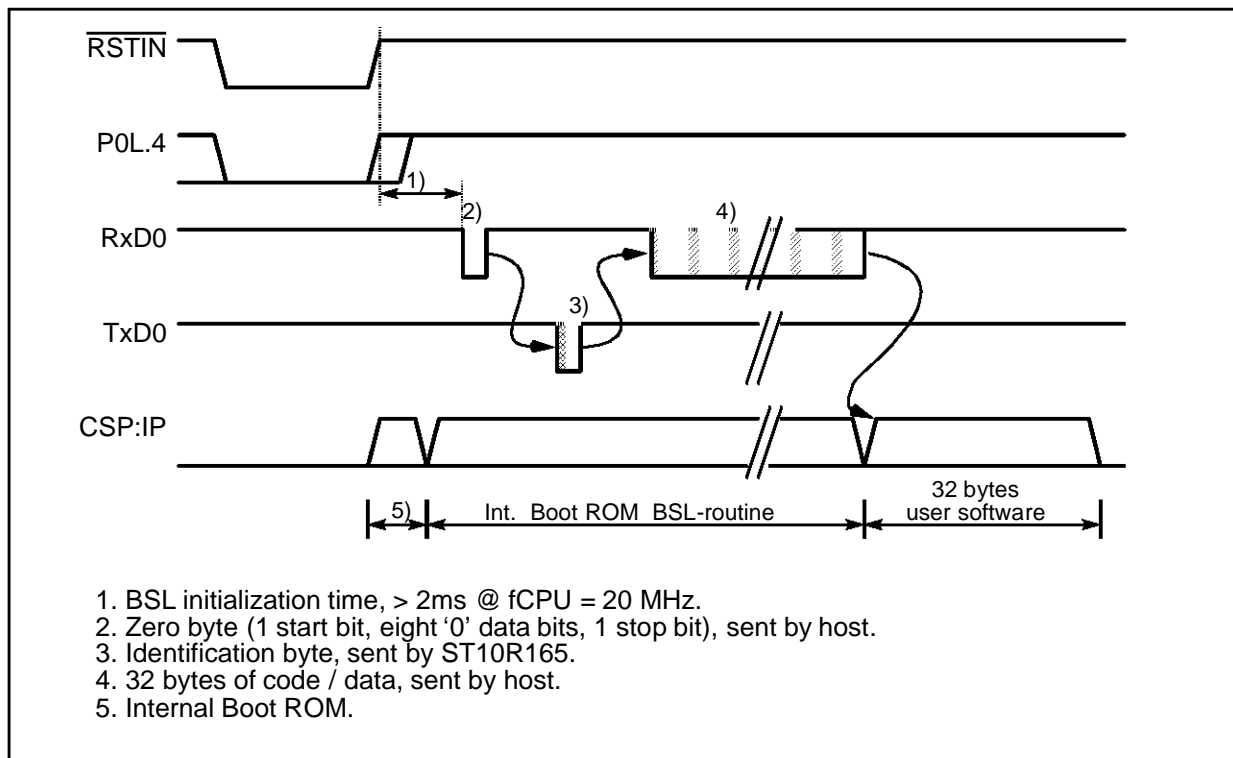 RSTIN
P0L.4
1)
2)
4)
RxD0
3)
TxD0
CSP:IP
5)
Int. Boot ROM BSL-routine
32 bytes
user software
1. BSL initialization time, > 2ms @ fCPU = 20 MHz.
2. Zero byte (1 start bit, eight ‘0’ data bits, 1 stop bit), sent by host.
3. Identification byte, sent by ST10R165.
4. 32 bytes of code / data, sent by host.
5. Internal Boot ROM.